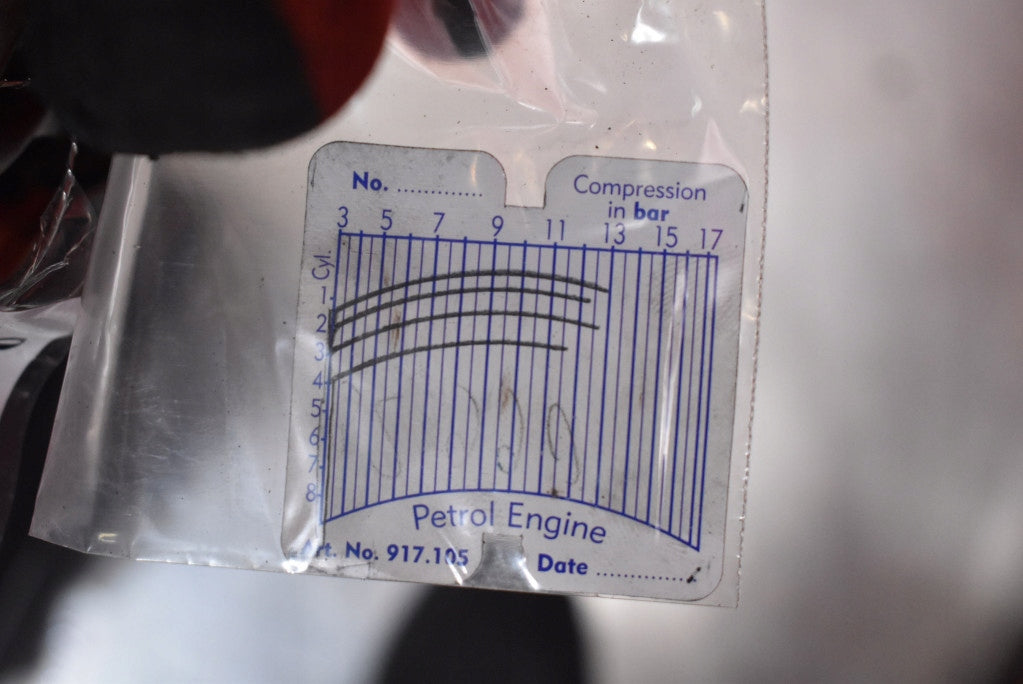 No. ..............
Compression
in bar
3 5 7 9 11 13 15 17
Cyl.
1
2
3
4
5
6
7
8
Petrol Engine
Art. No. 917.105
Date ...............